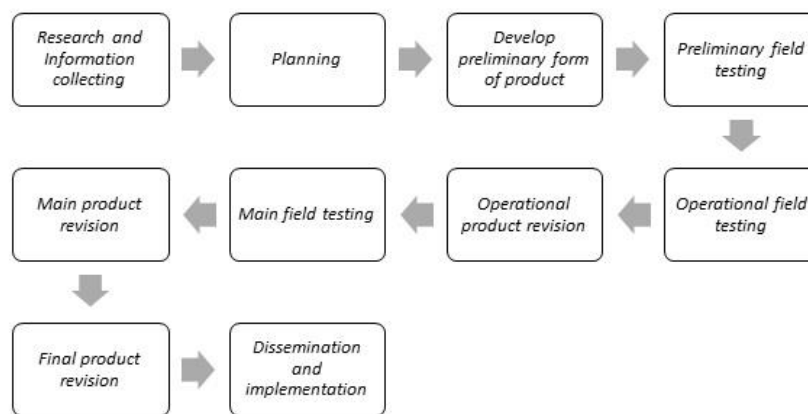 Research and
Information
collecting
Planning
Develop
preliminary form
of product
Preliminary field
testing
Operational field
testing
Operational
product revision
Main field testing
Main product
revision
Final product
revision
Dissemination
and
implementation